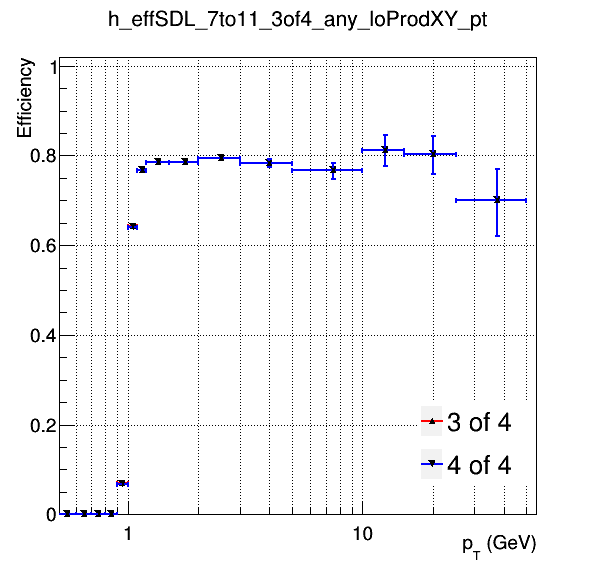 h_effSDL_7to11_3of4_any_loProdXY_pt
Efficiency
1
0.8
0.6
0.4
0.2
0
3 of 4
4 of 4
1
10
p_T (GeV)